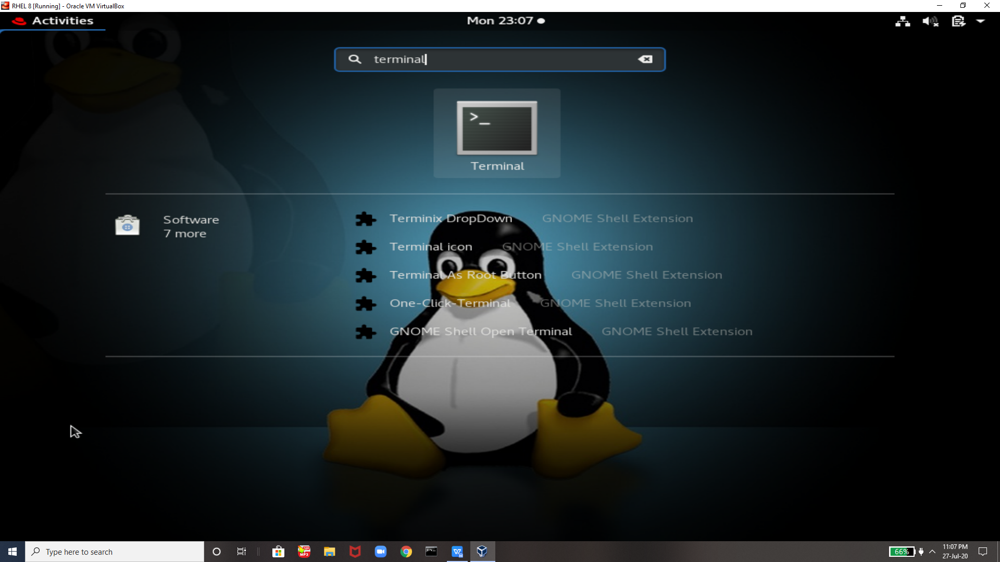 RHEL 8 [Running] - Oracle VM VirtualBox
Activities
Mon 23:07
terminal
>_
Terminal
Software
7 more
Terminix DropDown GNOME Shell Extension
Terminal icon GNOME Shell Extension
Terminal As Root Button GNOME Shell Extension
One-Click-Terminal GNOME Shell Extension
GNOME Shell Open Terminal GNOME Shell Extension
Type here to search
MP3
66%
11:07 PM
27-Jul-20